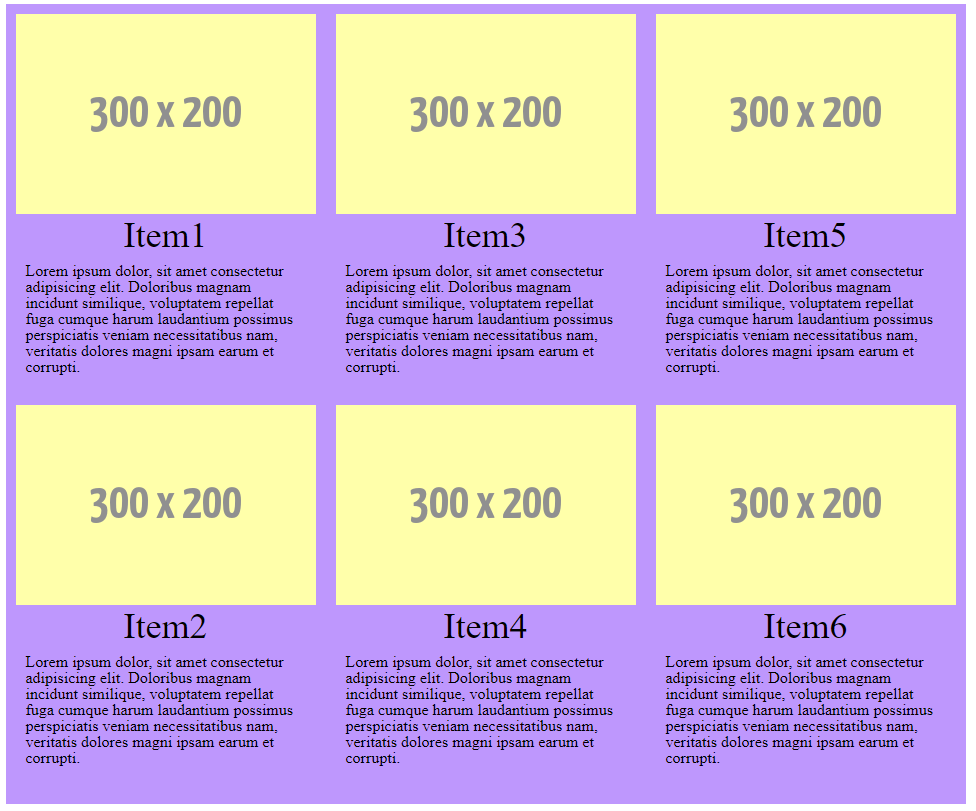 300 x 200
Item1
Lorem ipsum dolor, sit amet consectetur
adipisicing elit. Doloribus magnam
incidunt similique, voluptatem repellat
fuga cumque harum laudantium possimus
perspiciatis veniam necessitatibus nam,
veritatis dolores magni ipsam earum et
corrupti.
300 x 200
Item3
Lorem ipsum dolor, sit amet consectetur
adipisicing elit. Doloribus magnam
incidunt similique, voluptatem repellat
fuga cumque harum laudantium possimus
perspiciatis veniam necessitatibus nam,
veritatis dolores magni ipsam earum et
corrupti.
300 x 200
Item5
Lorem ipsum dolor, sit amet consectetur
adipisicing elit. Doloribus magnam
incidunt similique, voluptatem repellat
fuga cumque harum laudantium possimus
perspiciatis veniam necessitatibus nam,
veritatis dolores magni ipsam earum et
corrupti.
300 x 200
Item2
Lorem ipsum dolor, sit amet consectetur
adipisicing elit. Doloribus magnam
incidunt similique, voluptatem repellat
fuga cumque harum laudantium possimus
perspiciatis veniam necessitatibus nam,
veritatis dolores magni ipsam earum et
corrupti.
300 x 200
Item4
Lorem ipsum dolor, sit amet consectetur
adipisicing elit. Doloribus magnam
incidunt similique, voluptatem repellat
fuga cumque harum laudantium possimus
perspiciatis veniam necessitatibus nam,
veritatis dolores magni ipsam earum et
corrupti.
300 x 200
Item6
Lorem ipsum dolor, sit amet consectetur
adipisicing elit. Doloribus magnam
incidunt similique, voluptatem repellat
fuga cumque harum laudantium possimus
perspiciatis veniam necessitatibus nam,
veritatis dolores magni ipsam earum et
corrupti.